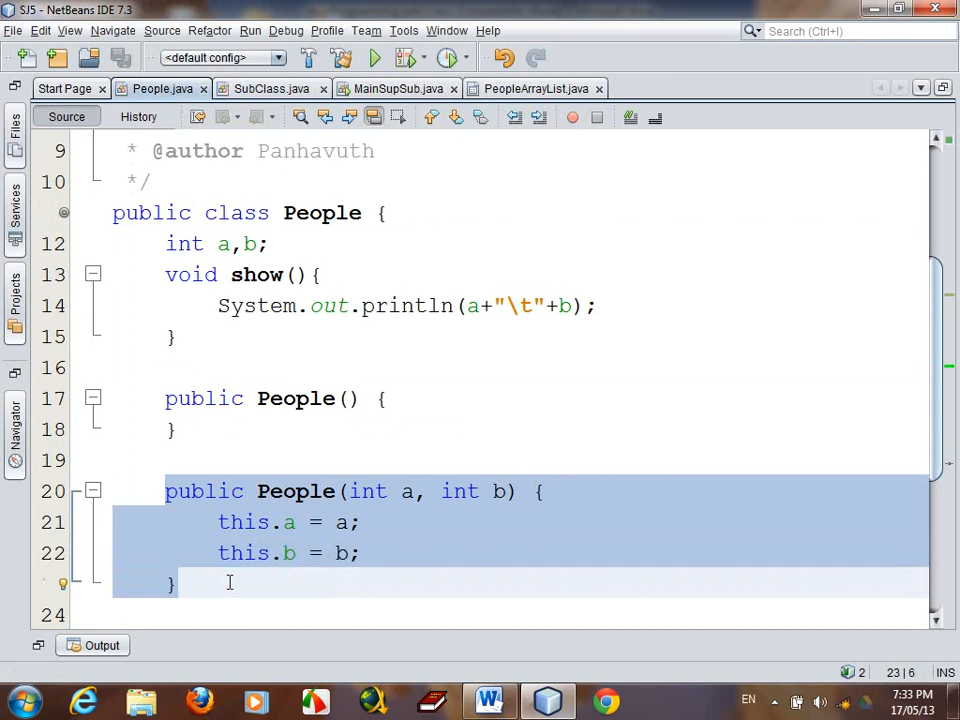 SJ5 - NetBeans IDE 7.3
File Edit View Navigate Source Refactor Run Debug Profile Team Tools Window Help
Search (Ctrl+I)
<default config>
Start Page People.java SubClass.java MainSupSub.java PeopleArrayList.java
Source History
Files
Services
Projects
Navigator
9 * @author Panhavuth
10 */
public class People {
12 int a,b;
13 void show(){
14 System.out.println(a+"\t"+b);
15 }
16
17 public People() {
18 }
19
20 public People(int a, int b) {
21 this.a = a;
22 this.b = b;
}
24
Output
2 23|6 INS
EN 7:33 PM
17/05/13